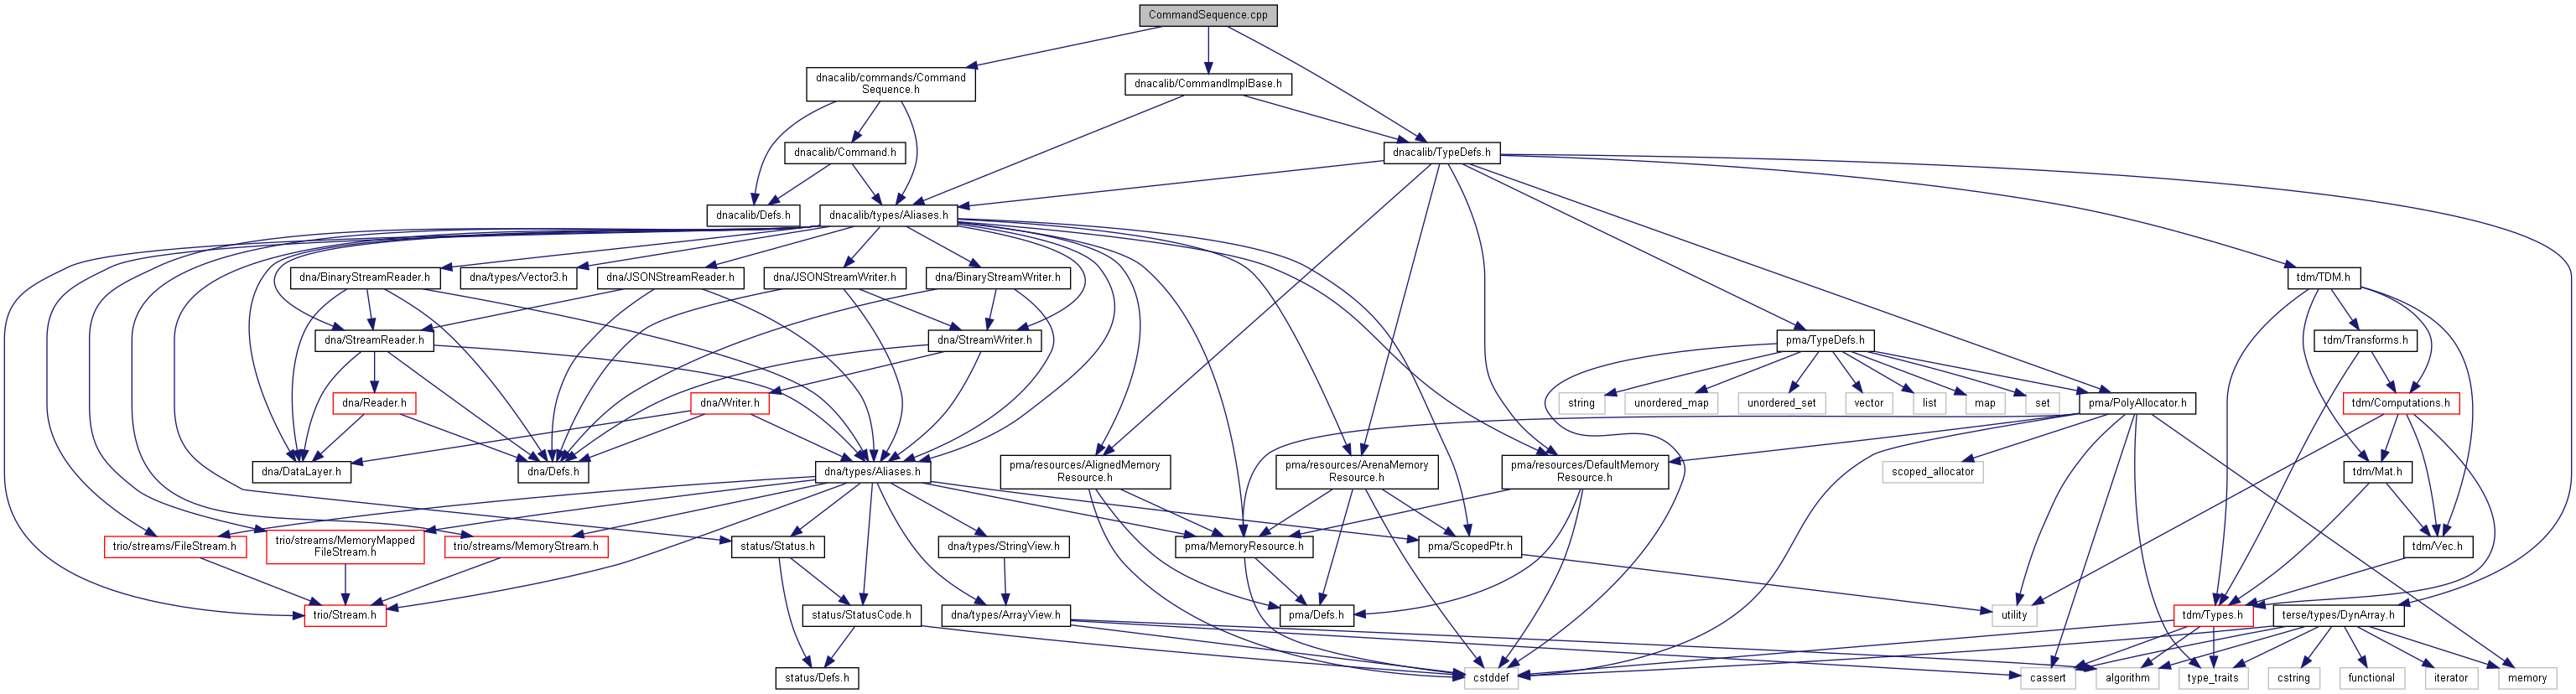 CommandSequence.cpp
dnacalib/commands/Command
Sequence.h
dnacalib/CommandImplBase.h
dnacalib/Command.h
dnacalib/TypeDefs.h
dnacalib/Defs.h
dnacalib/types/Aliases.h
dna/BinaryStreamReader.h
dna/types/Vector3.h
dna/JSONStreamReader.h
dna/JSONStreamWriter.h
dna/BinaryStreamWriter.h
tdm/TDM.h
dna/StreamReader.h
dna/StreamWriter.h
pma/TypeDefs.h
tdm/Transforms.h
dna/Reader.h
dna/Writer.h
string
unordered_map
unordered_set
vector
list
map
set
pma/PolyAllocator.h
tdm/Computations.h
dna/DataLayer.h
dna/Defs.h
dna/types/Aliases.h
pma/resources/AlignedMemory
Resource.h
pma/resources/ArenaMemory
Resource.h
pma/resources/DefaultMemory
Resource.h
scoped_allocator
tdm/Mat.h
trio/streams/FileStream.h
trio/streams/MemoryMapped
FileStream.h
trio/streams/MemoryStream.h
status/Status.h
dna/types/StringView.h
pma/MemoryResource.h
pma/ScopedPtr.h
tdm/Vec.h
trio/Stream.h
status/StatusCode.h
dna/types/ArrayView.h
pma/Defs.h
utility
tdm/Types.h
terse/types/DynArray.h
status/Defs.h
cstddef
cassert
algorithm
type_traits
cstring
functional
iterator
memory